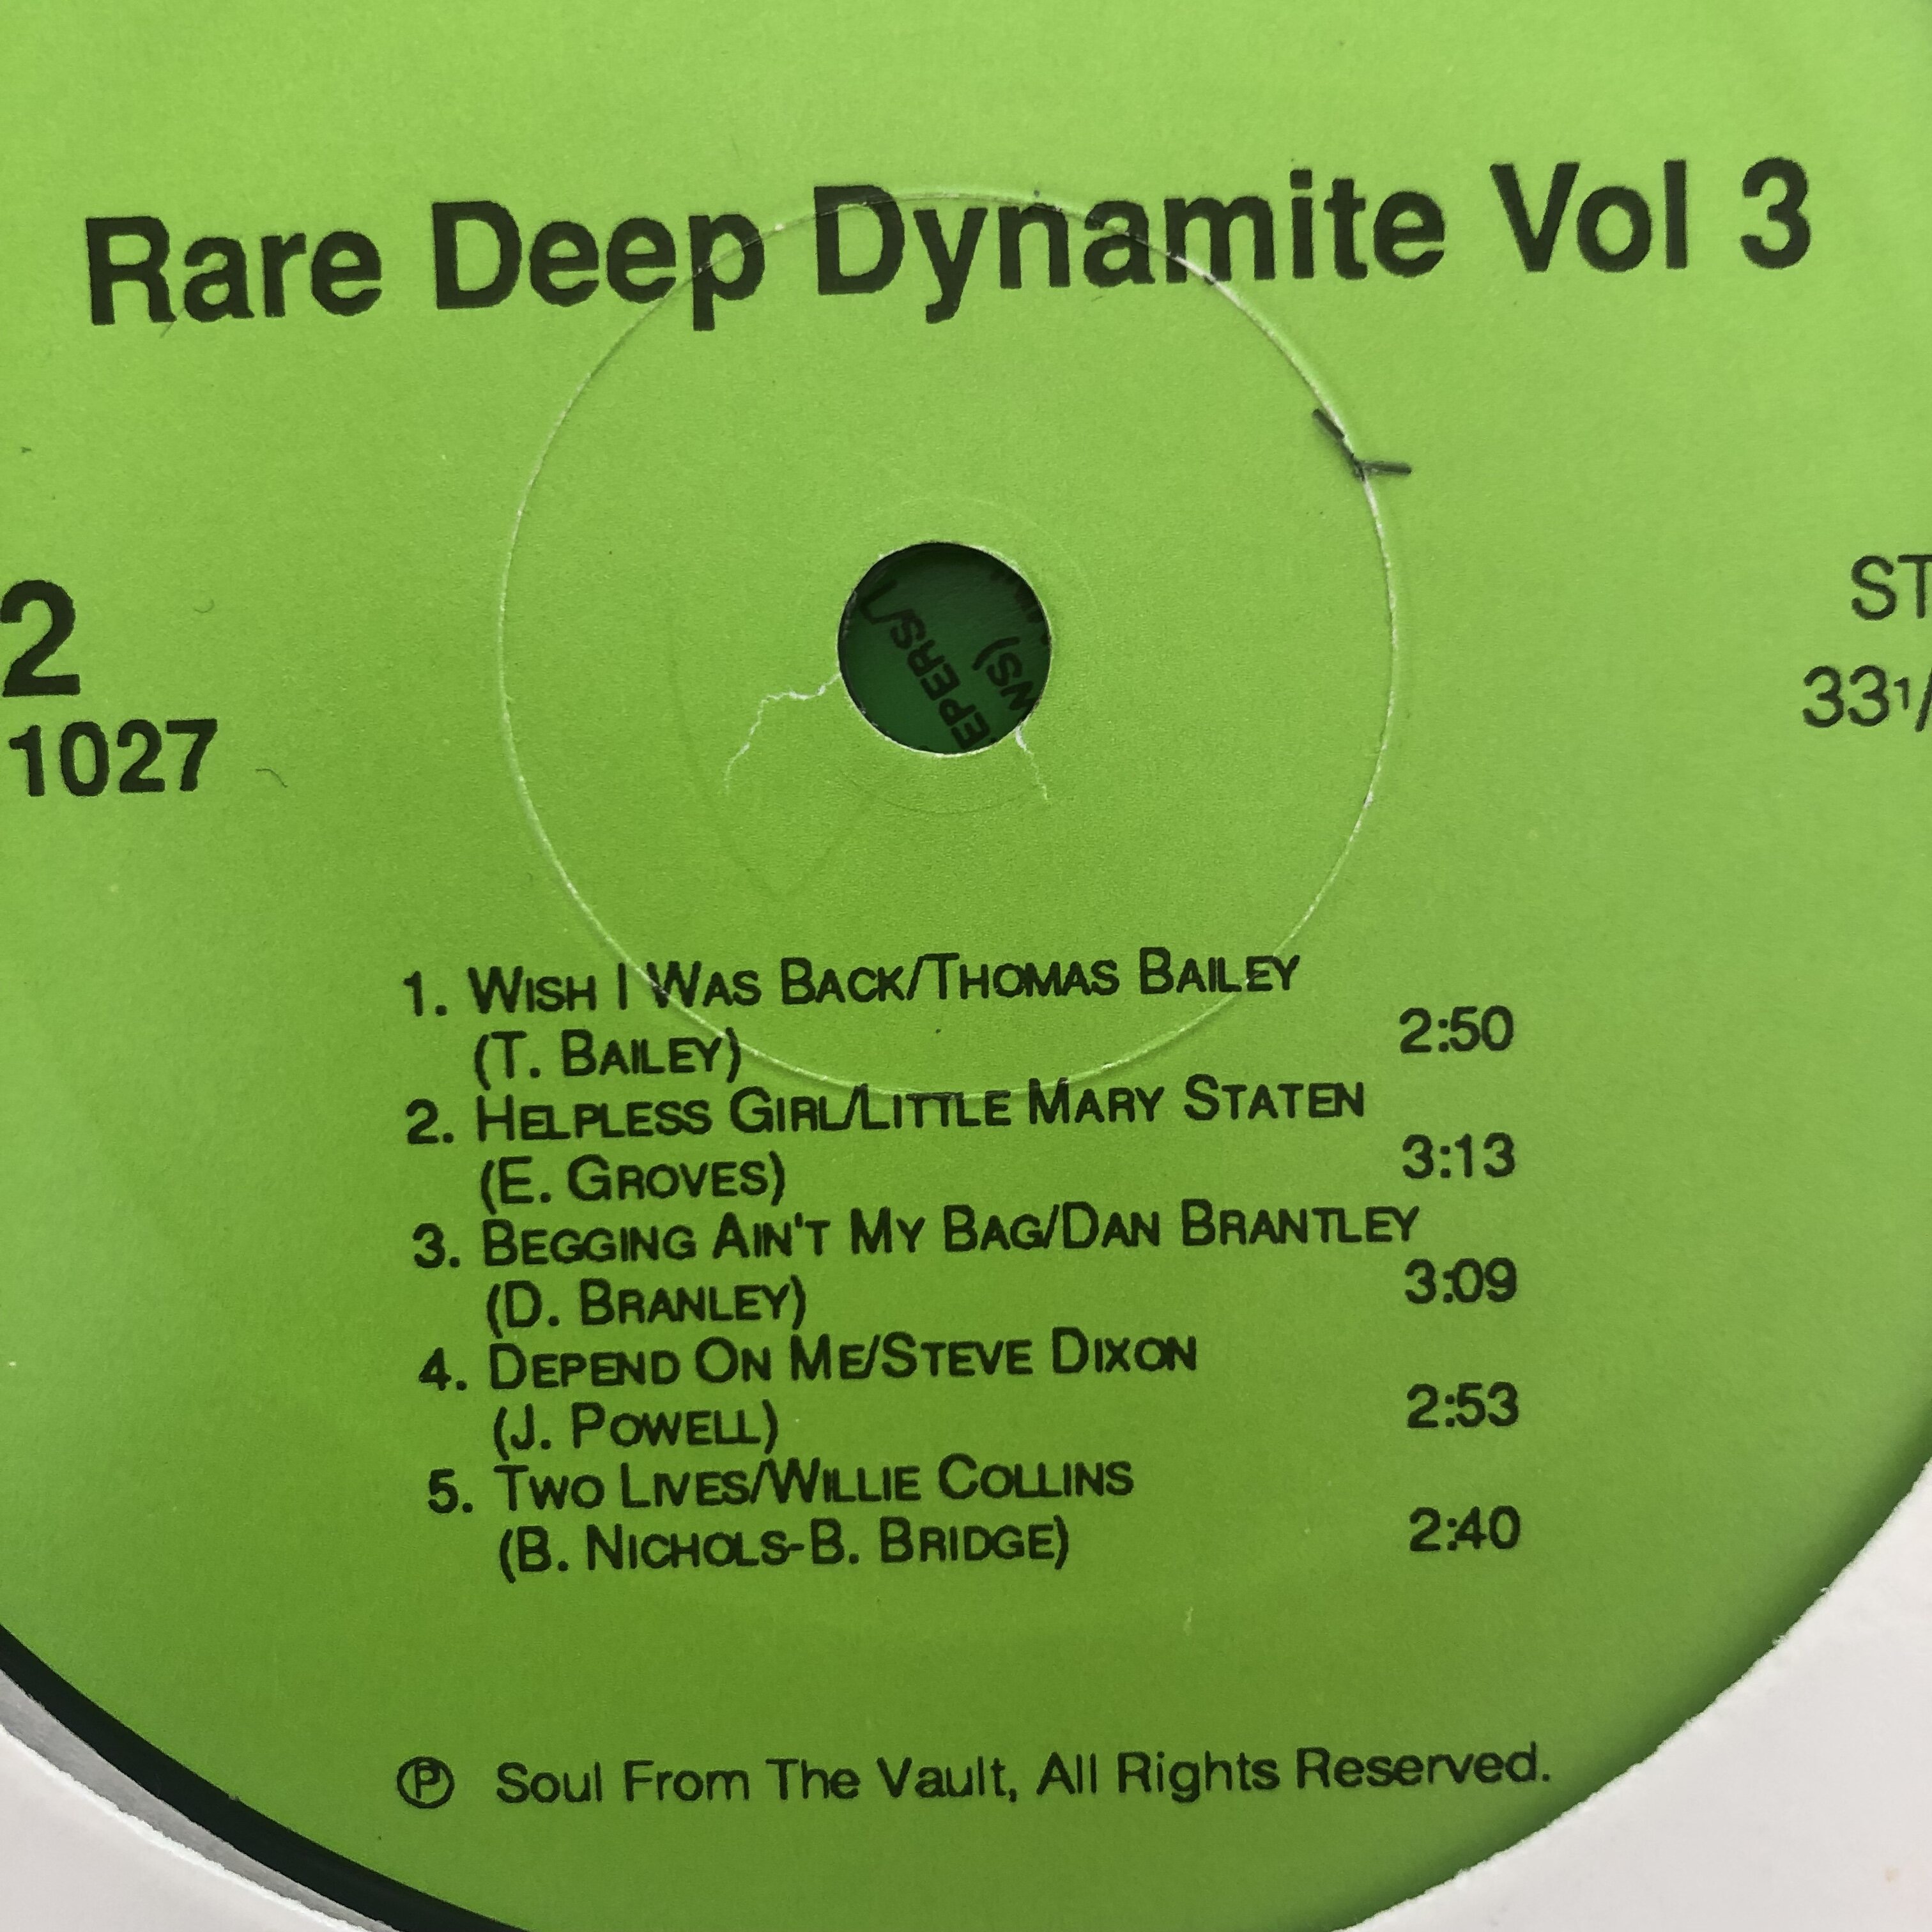 Rare Deep Dynamite Vol 3
2
1027
ST
33 1/
EPERS/
WS)
1. WISH I WAS BACK/THOMAS BAILEY
(T. BAILEY) 2:50
2. HELPLESS GIRL/LITTLE MARY STATEN
(E. GROVES) 3:13
3. BEGGING AIN'T MY BAG/DAN BRANTLEY
(D. BRANLEY) 3:09
4. DEPEND ON ME/STEVE DIXON
(J. POWELL) 2:53
5. TWO LIVES/WILLIE COLLINS
(B. NICHOLS-B. BRIDGE) 2:40
Ⓟ Soul From The Vault, All Rights Reserved.